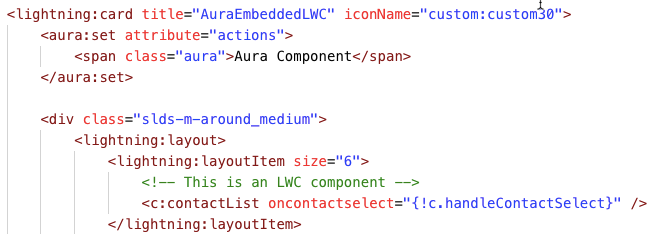 <lightning:card title="AuraEmbeddedLWC" iconName="custom:custom30">
<aura:set attribute="actions">
<span class="aura">Aura Component</span>
</aura:set>
<div class="slds-m-around_medium">
<lightning:layout>
<lightning:layoutItem size="6">
<!-- This is an LWC component -->
<c:contactList oncontactselect="{!c.handleContactSelect}" />
</lightning:layoutItem>